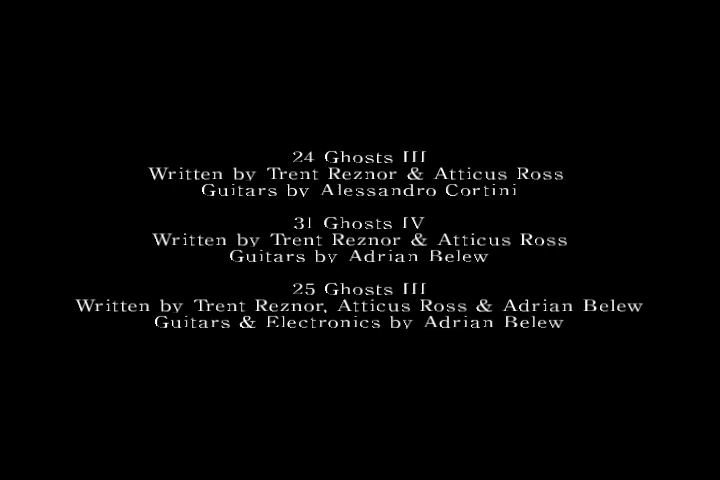 24 Ghosts III
Written by Trent Reznor & Atticus Ross
Guitars by Alessandro Cortini
31 Ghosts IV
Written by Trent Reznor & Atticus Ross
Guitars by Adrian Belew
25 Ghosts III
Written by Trent Reznor, Atticus Ross & Adrian Belew
Guitars & Electronics by Adrian Belew